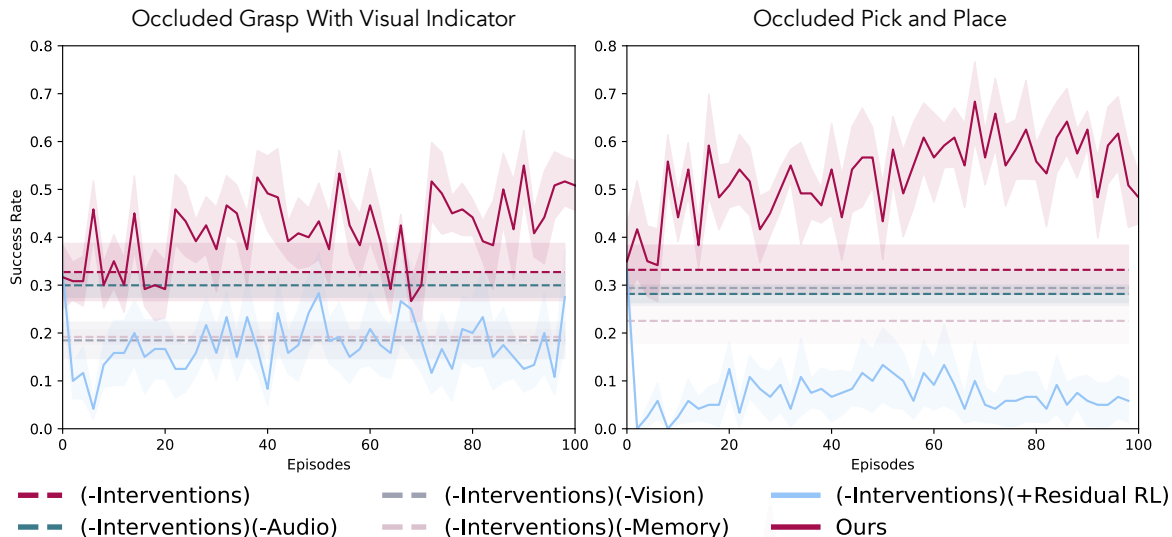 Occluded Grasp With Visual Indicator
Occluded Pick and Place
0.8
0.7
0.6
0.5
0.4
0.3
0.2
0.1
0.0
Success Rate
0 20 40 60 80 100
Episodes
0.8
0.7
0.6
0.5
0.4
0.3
0.2
0.1
0.0
0 20 40 60 80 100
Episodes
(-Interventions)
(-Interventions)(-Vision)
(-Interventions)(+Residual RL)
(-Interventions)(-Audio)
(-Interventions)(-Memory)
Ours